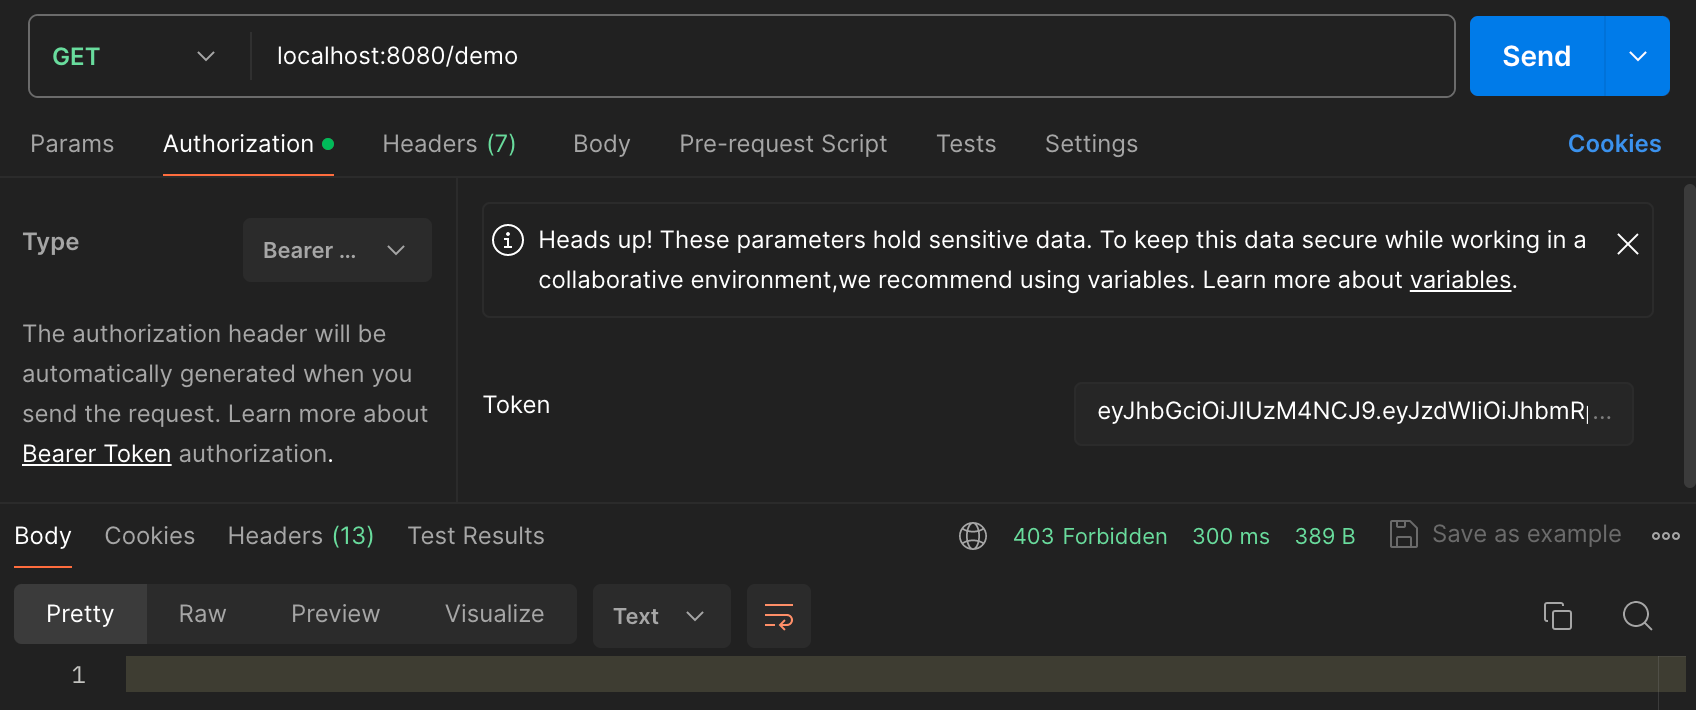 GET localhost:8080/demo Send
Params Authorization Headers (7) Body Pre-request Script Tests Settings Cookies
Type Bearer ...
The authorization header will be
automatically generated when you
send the request. Learn more about
Bearer Token authorization.
Heads up! These parameters hold sensitive data. To keep this data secure while working in a
collaborative environment,we recommend using variables. Learn more about variables.
Token eyJhbGciOiJIUzM4NCJ9.eyJzdWIiOiJhbmRp...
Body Cookies Headers (13) Test Results 403 Forbidden 300 ms 389 B Save as example
Pretty Raw Preview Visualize Text
1